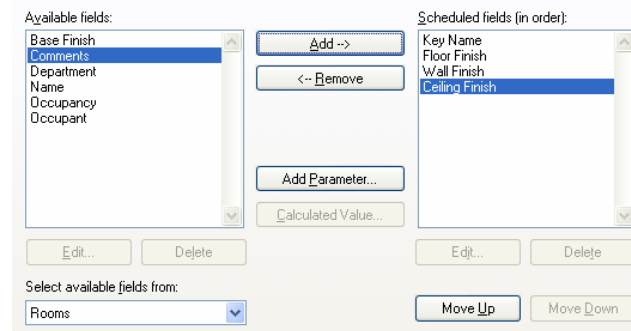 Available fields:
Base Finish
Comments
Department
Name
Occupancy
Occupant
Add -->
<-- Remove
Add Parameter...
Calculated Value...
Scheduled fields (in order):
Key Name
Floor Finish
Wall Finish
Ceiling Finish
Edit...
Delete
Edit...
Delete
Select available fields from:
Rooms
Move Up
Move Down